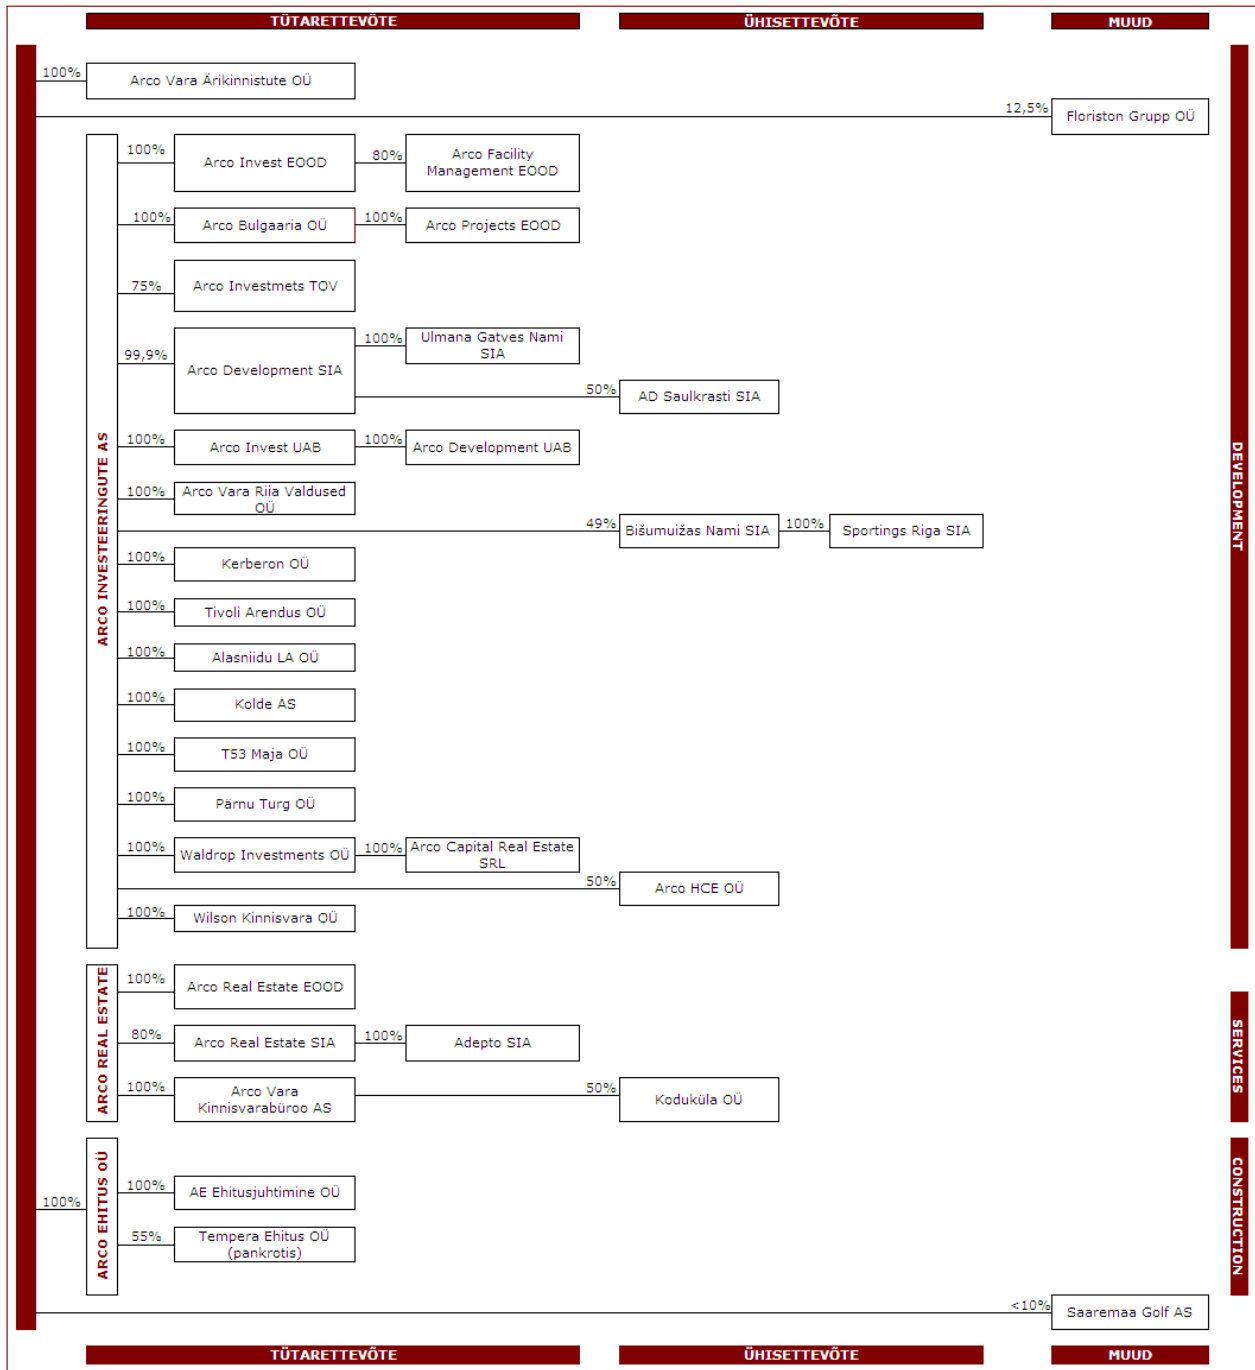 TÜTARETTEVÕTE
ÜHISETTEVÕTE
MUUD
100%
Arco Vara Ärikinnistute OÜ
12,5%
Floriston Grupp OÜ
ARCO INVESTEERINGUTE AS
DEVELOPMENT
100%
Arco Invest EOOD
80%
Arco Facility
Management EOOD
100%
Arco Bulgaaria OÜ
100%
Arco Projects EOOD
75%
Arco Investmets TOV
99,9%
Arco Development SIA
100%
Ulmana Gatves Nami
SIA
50%
AD Saulkrasti SIA
100%
Arco Invest UAB
100%
Arco Development UAB
100%
Arco Vara Riia Valdused
OÜ
49%
Bišumuižas Nami SIA
100%
Sportings Riga SIA
100%
Kerberon OÜ
100%
Tivoli Arendus OÜ
100%
Alasniidu LA OÜ
100%
Kolde AS
100%
T53 Maja OÜ
100%
Pärnu Turg OÜ
100%
Waldrop Investments OÜ
100%
Arco Capital Real Estate
SRL
50%
Arco HCE OÜ
100%
Wilson Kinnisvara OÜ
ARCO REAL ESTATE
SERVICES
100%
Arco Real Estate EOOD
80%
Arco Real Estate SIA
100%
Adepto SIA
100%
Arco Vara
Kinnisvarabüroo AS
50%
Koduküla OÜ
100%
ARCO EHITUS OÜ
CONSTRUCTION
100%
AE Ehitusjuhtimine OÜ
55%
Tempera Ehitus OÜ
(pankrotis)
<10%
Saaremaa Golf AS
TÜTARETTEVÕTE
ÜHISETTEVÕTE
MUUD